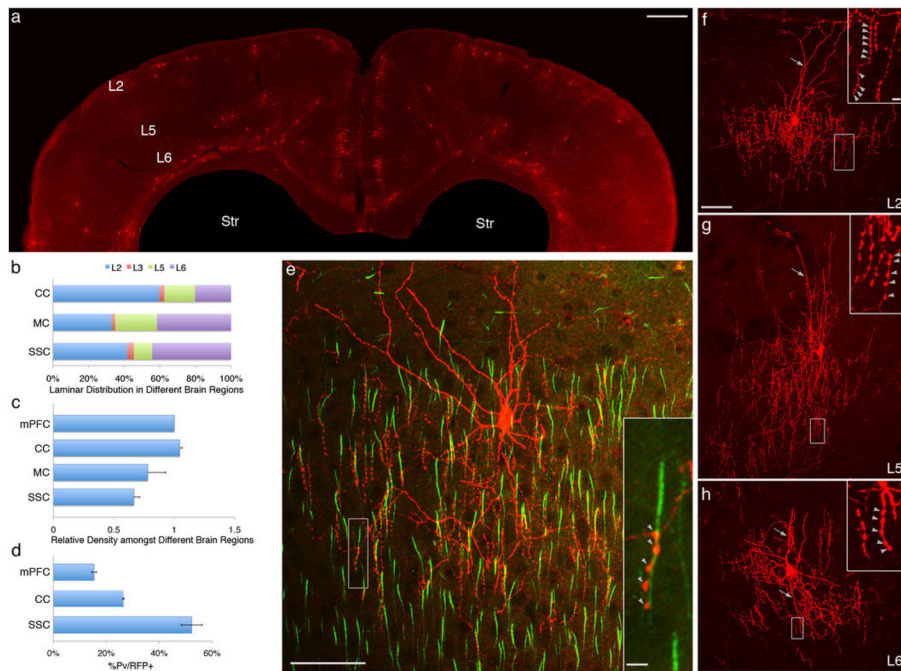 a
L2
L5
L6
Str
Str
b
L2 L3 L5 L6
CC
MC
SSC
0% 20% 40% 60% 80% 100%
Laminar Distribution in Different Brain Regions
c
mPFC
CC
MC
SSC
0 0.5 1 1.5
Relative Density amongst Different Brain Regions
d
mPFC
CC
SSC
0% 20% 40% 60%
%Pv/RFP+
e
f
L2
g
L5
h
L6